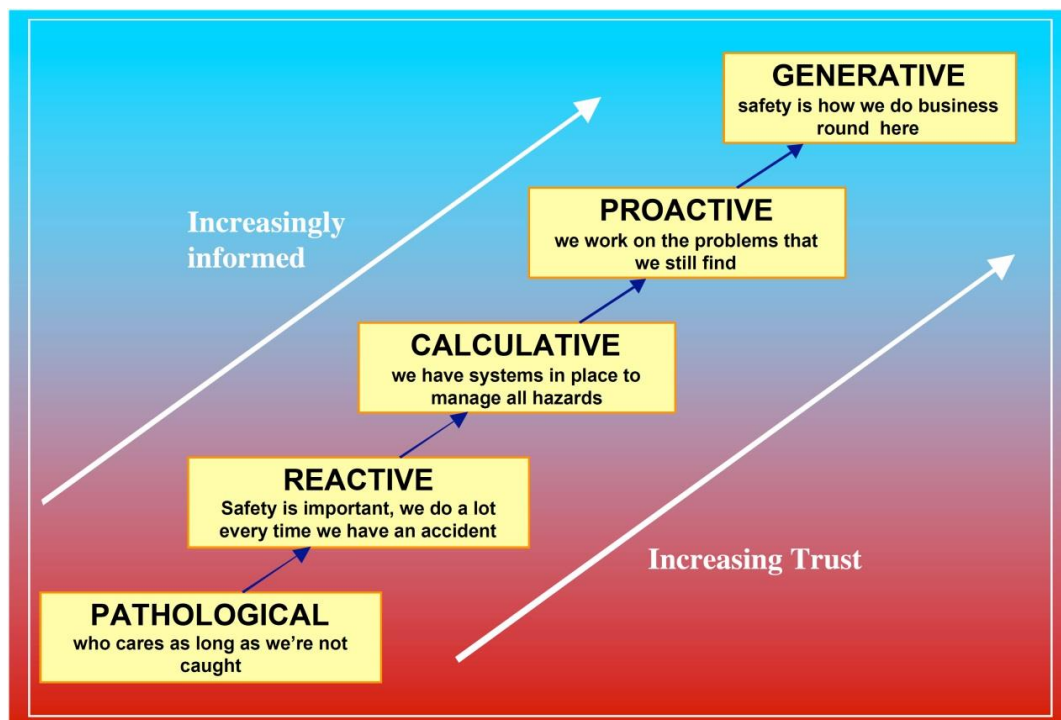 GENERATIVE
safety is how we do business
round here
PROACTIVE
we work on the problems that
we still find
Increasingly
informed
CALCULATIVE
we have systems in place to
manage all hazards
REACTIVE
Safety is important, we do a lot
every time we have an accident
Increasing Trust
PATHOLOGICAL
who cares as long as we’re not
caught